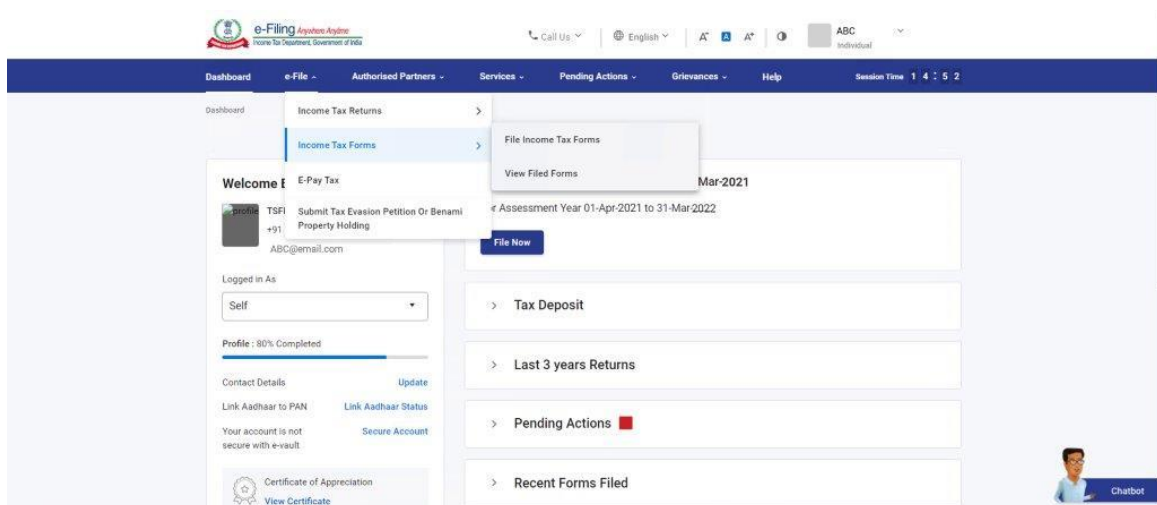 e-Filing Anywhere Anytime
Income Tax Department, Government of India
Call Us
English
A-
A
A+
ABC
Individual
Dashboard
e-File
Authorised Partners
Services
Pending Actions
Grievances
Help
Session Time 1 4 : 5 2
Dashboard
Income Tax Returns
Income Tax Forms
E-Pay Tax
Submit Tax Evasion Petition Or Benami
Property Holding
File Income Tax Forms
View Filed Forms
Welcome
profile
+91
ABC@email.com
Logged in As
Self
Profile : 80% Completed
Contact Details
Update
Link Aadhaar to PAN
Link Aadhaar Status
Your account is not
secure with e-vault
Secure Account
Certificate of Appreciation
View Certificate
Mar-2021
Assessment Year 01-Apr-2021 to 31-Mar-2022
File Now
Tax Deposit
Last 3 years Returns
Pending Actions
Recent Forms Filed
Chatbot